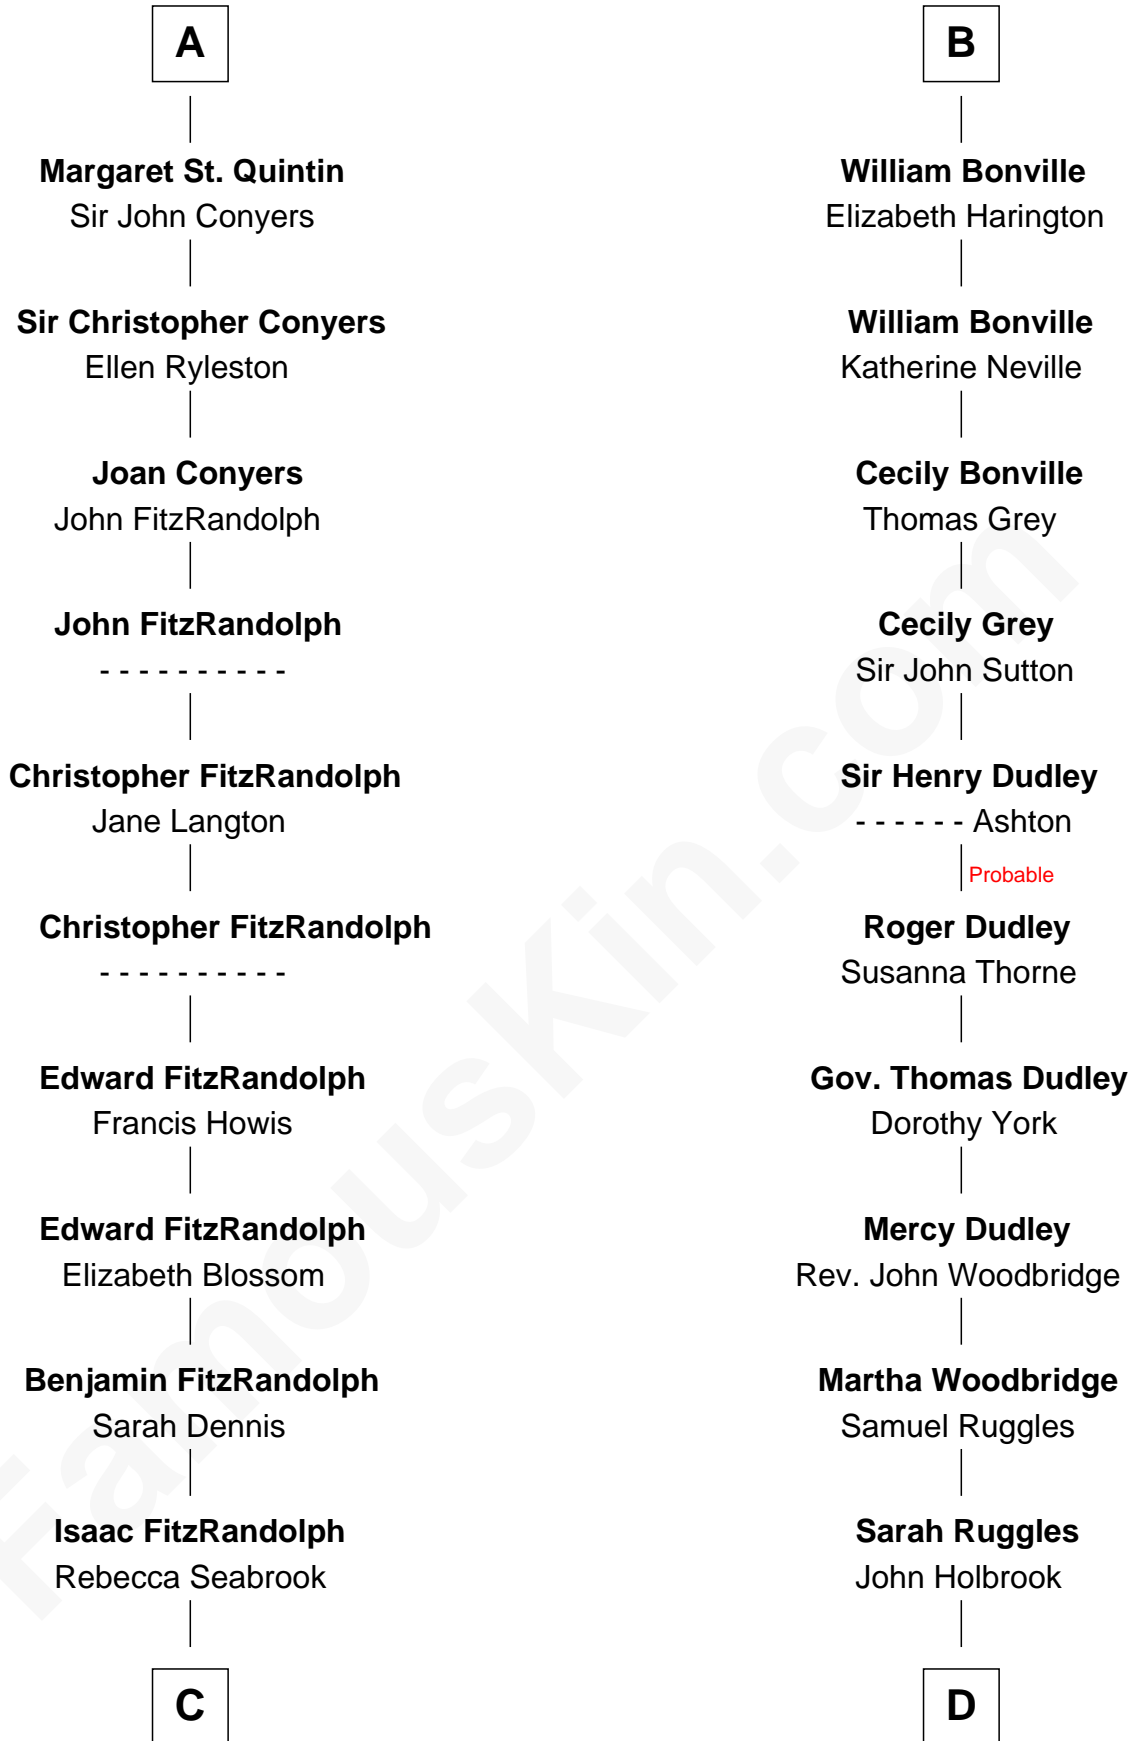 A
Margaret St. Quintin
Sir John Conyers
Sir Christopher Conyers
Ellen Ryleston
Joan Conyers
John FitzRandolph
John FitzRandolph
- - - - - - - - - -
Christopher FitzRandolph
Jane Langton
Christopher FitzRandolph
- - - - - - - - - -
Edward FitzRandolph
Francis Howis
Edward FitzRandolph
Elizabeth Blossom
Benjamin FitzRandolph
Sarah Dennis
Isaac FitzRandolph
Rebecca Seabrook
C
B
William Bonville
Elizabeth Harington
William Bonville
Katherine Neville
Cecily Bonville
Thomas Grey
Cecily Grey
Sir John Sutton
Sir Henry Dudley
- - - - - - Ashton
Probable
Roger Dudley
Susanna Thorne
Gov. Thomas Dudley
Dorothy York
Mercy Dudley
Rev. John Woodbridge
Martha Woodbridge
Samuel Ruggles
Sarah Ruggles
John Holbrook
D
FamousKin.com